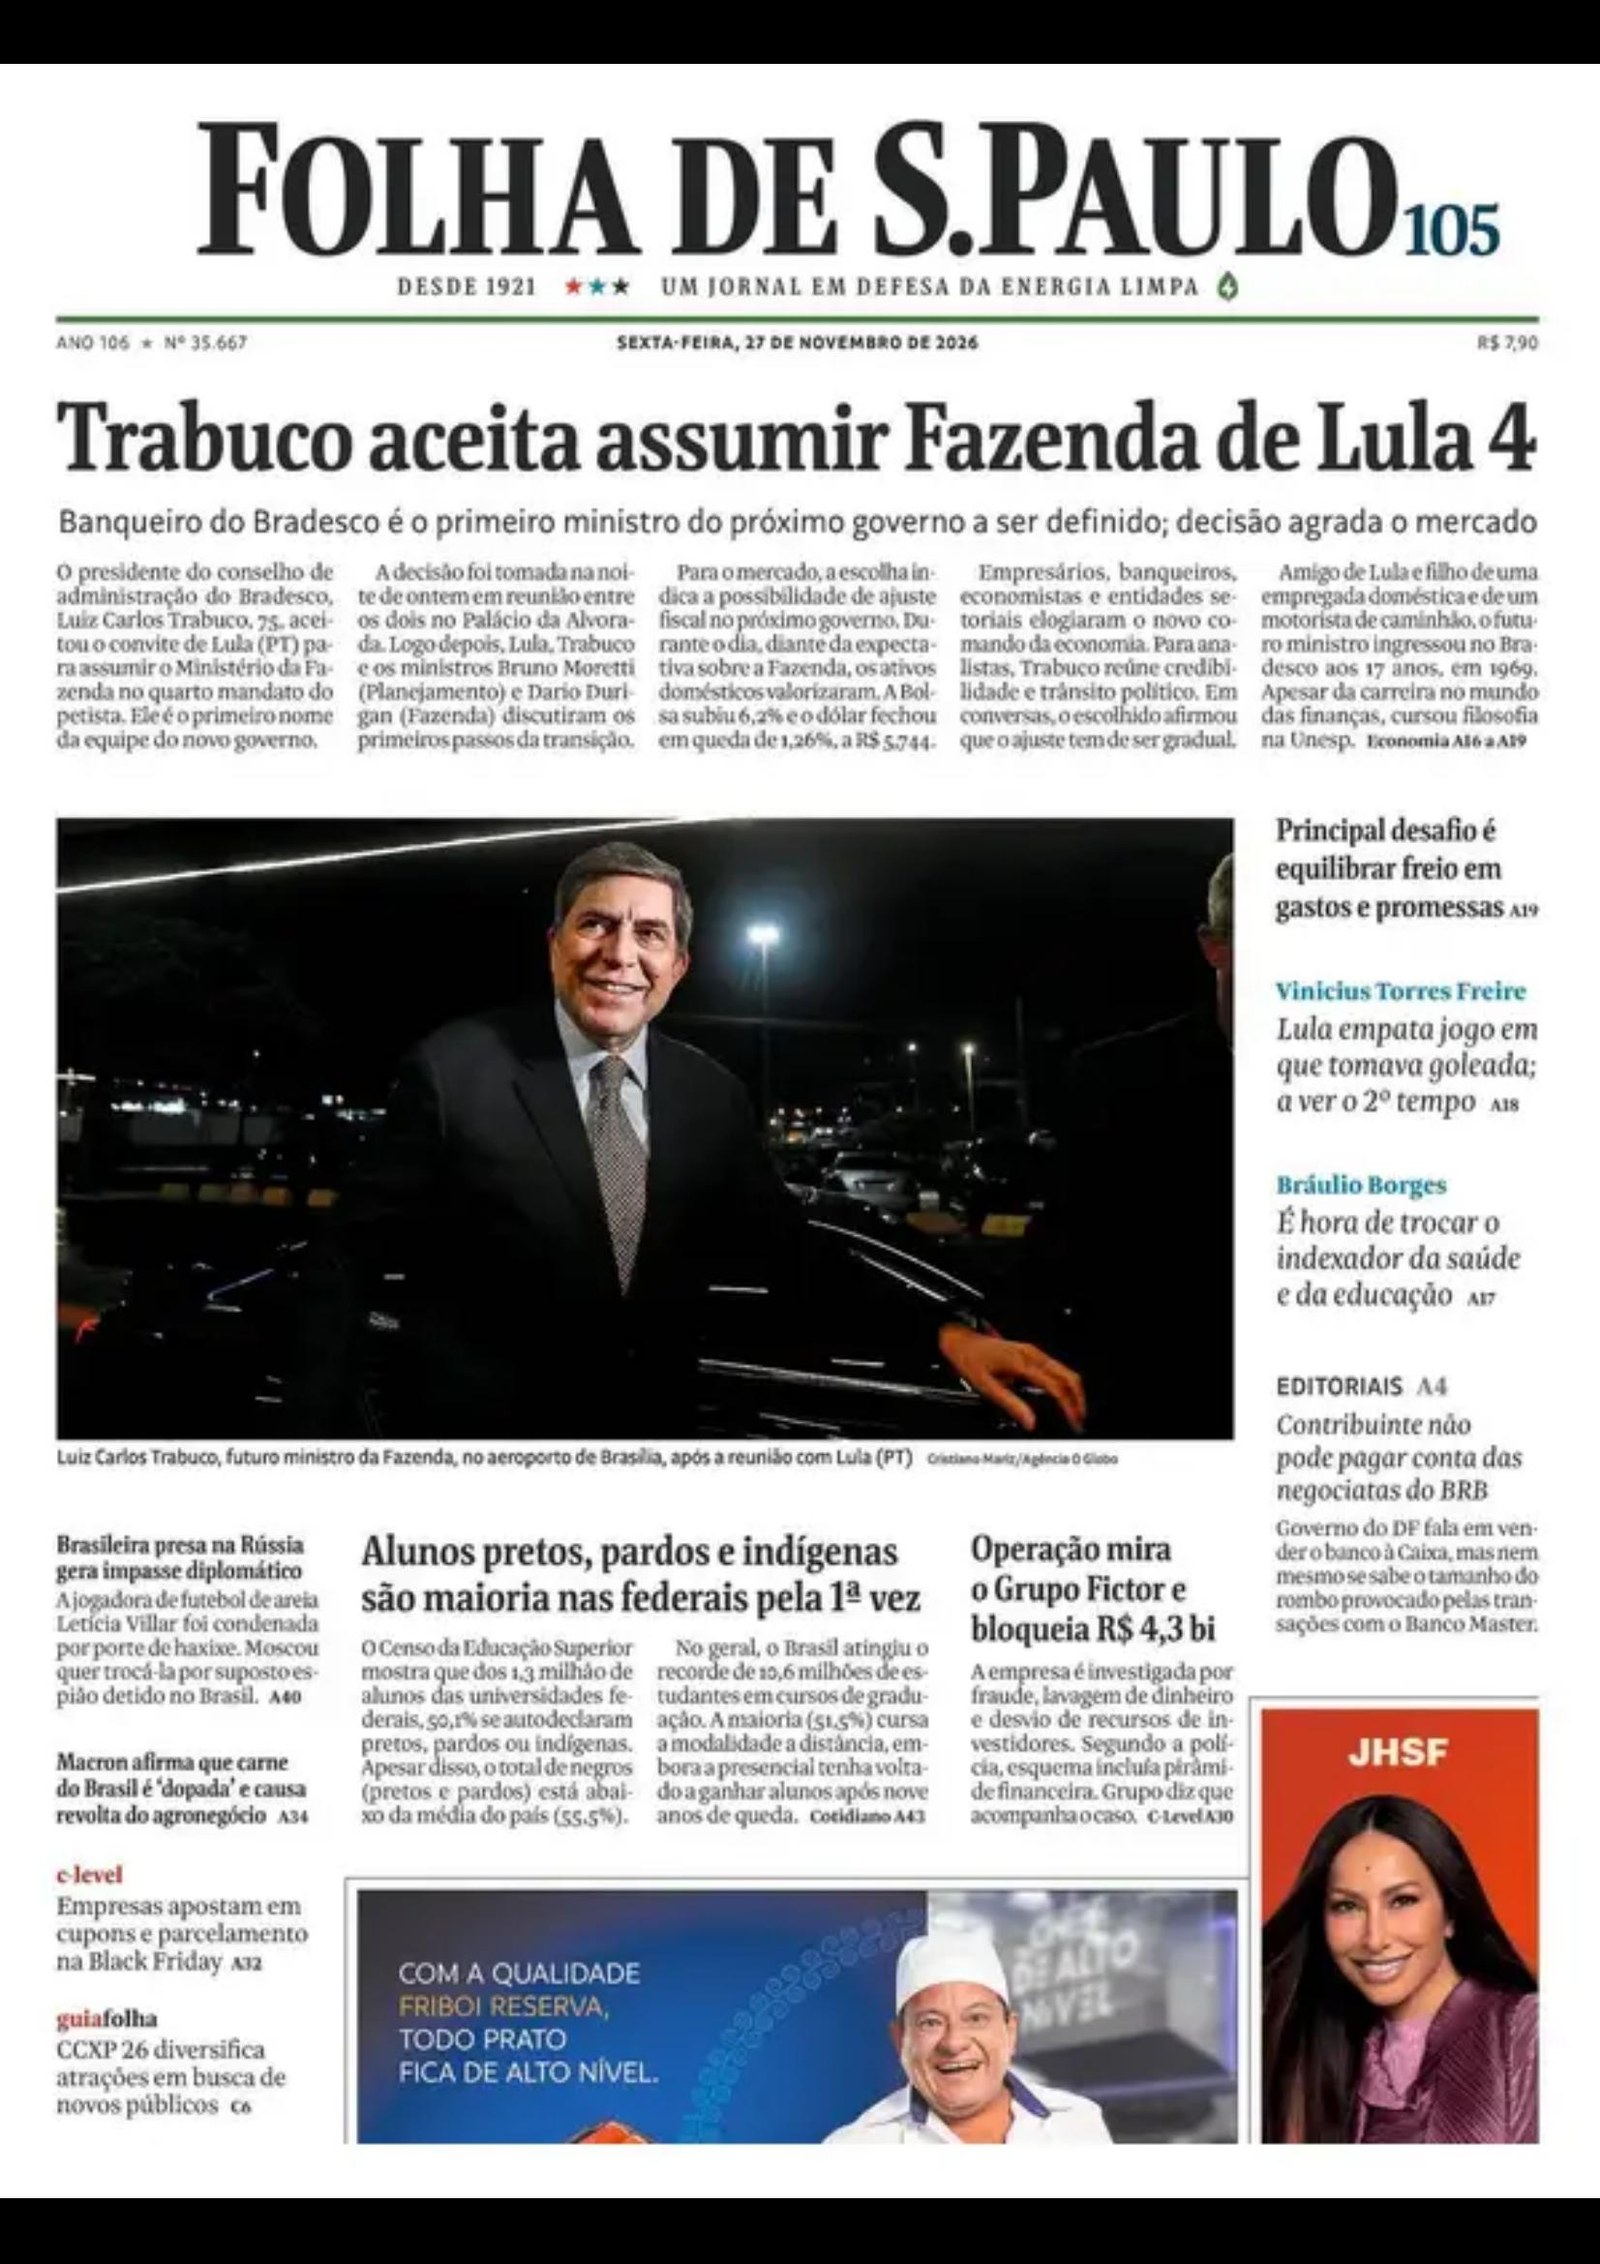 FOLHA DE S.PAULO 105
DESDE 1921 ★★★ UM JORNAL EM DEFESA DA ENERGIA LIMPA
ANO 106 ★ Nº 35.667
SEXTA-FEIRA, 27 DE NOVEMBRO DE 2026
R$ 7,90
Trabuco aceita assumir Fazenda de Lula 4
Banqueiro do Bradesco é o primeiro ministro do próximo governo a ser definido; decisão agrada o mercado
O presidente do conselho de
administração do Bradesco,
Luiz Carlos Trabuco, 75, acei-
tou o convite de Lula (PT) pa-
ra assumir o Ministério da Fa-
zenda no quarto mandato do
petista. Ele é o primeiro nome
da equipe do novo governo.
A decisão foi tomada na noi-
te de ontem em reunião entre
os dois no Palácio da Alvora-
da. Logo depois, Lula, Trabuco
e os ministros Bruno Moretti
(Planejamento) e Dario Duri-
gan (Fazenda) discutiram os
primeiros passos da transição.
Para o mercado, a escolha in-
dica a possibilidade de ajuste
fiscal no próximo governo. Du-
rante o dia, diante da expecta-
tiva sobre a Fazenda, os ativos
domésticos valorizaram. A Bol-
sa subiu 6,2% e o dólar fechou
em queda de 1,26%, a R$ 5,744.
Empresários, banqueiros,
economistas e entidades se-
toriais elogiaram o novo co-
mando da economia. Para ana-
listas, Trabuco reúne credibi-
lidade e trânsito político. Em
conversas, o escolhido afirmou
que o ajuste tem de ser gradual.
Amigo de Lula e filho de uma
empregada doméstica e de um
motorista de caminhão, o futu-
ro ministro ingressou no Bra-
desco aos 17 anos, em 1969.
Apesar da carreira no mundo
das finanças, cursou filosofia
na Unesp. Economia A16 a A19
Luiz Carlos Trabuco, futuro ministro da Fazenda, no aeroporto de Brasília, após a reunião com Lula (PT) Cristiano Mariz/Agência O Globo
Principal desafio é
equilibrar freio em
gastos e promessas A19
Vinicius Torres Freire
Lula empata jogo em
que tomava goleada;
a ver o 2º tempo A18
Bráulio Borges
É hora de trocar o
indexador da saúde
e da educação A17
EDITORIAIS A4
Contribuinte não
pode pagar conta das
negociatas do BRB
Governo do DF fala em ven-
der o banco à Caixa, mas nem
mesmo se sabe o tamanho do
rombo provocado pelas tran-
sações com o Banco Master.
Brasileira presa na Rússia
gera impasse diplomático
A jogadora de futebol de areia
Letícia Villar foi condenada
por porte de haxixe. Moscou
quer trocá-la por suposto es-
pião detido no Brasil. A40
Macron afirma que carne
do Brasil é 'dopada' e causa
revolta do agronegócio A34
c-level
Empresas apostam em
cupons e parcelamento
na Black Friday A32
guiafolha
CCXP 26 diversifica
atrações em busca de
novos públicos C6
Alunos pretos, pardos e indígenas
são maioria nas federais pela 1ª vez
O Censo da Educação Superior
mostra que dos 1,3 milhão de
alunos das universidades fe-
derais, 50,1% se autodeclaram
pretos, pardos ou indígenas.
Apesar disso, o total de negros
(pretos e pardos) está abai-
xo da média do país (55,5%).
No geral, o Brasil atingiu o
recorde de 10,6 milhões de es-
tudantes em cursos de gradu-
ação. A maioria (51,5%) cursa
a modalidade a distância, em-
bora a presencial tenha volta-
do a ganhar alunos após nove
anos de queda. Cotidiano A43
Operação mira
o Grupo Fictor e
bloqueia R$ 4,3 bi
A empresa é investigada por
fraude, lavagem de dinheiro
e desvio de recursos de in-
vestidores. Segundo a polí-
cia, esquema incluía pirâmi-
de financeira. Grupo diz que
acompanha o caso. C-Level A30
COM A QUALIDADE
FRIBOI RESERVA,
TODO PRATO
FICA DE ALTO NÍVEL.
DE ALTO
NÍVEL
JHSF